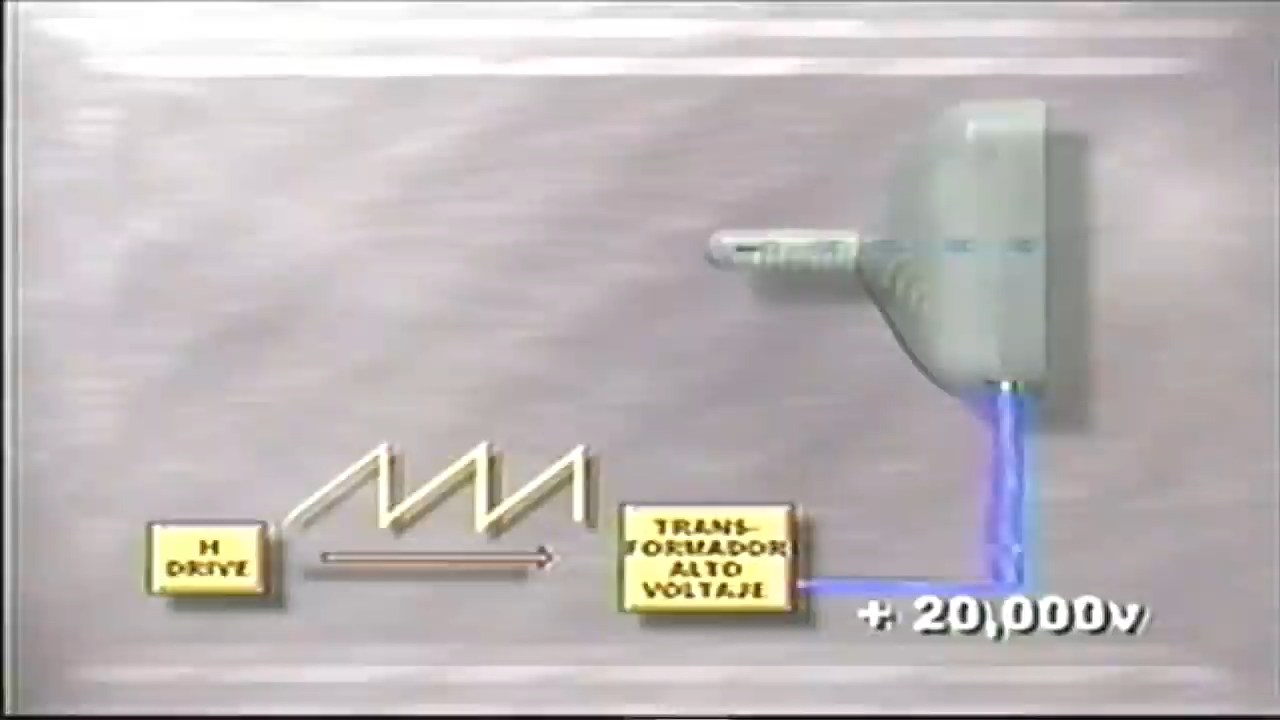 H
DRIVE
TRANS-
FORMADOR
ALTO
VOLTAJE
+ 20,000v